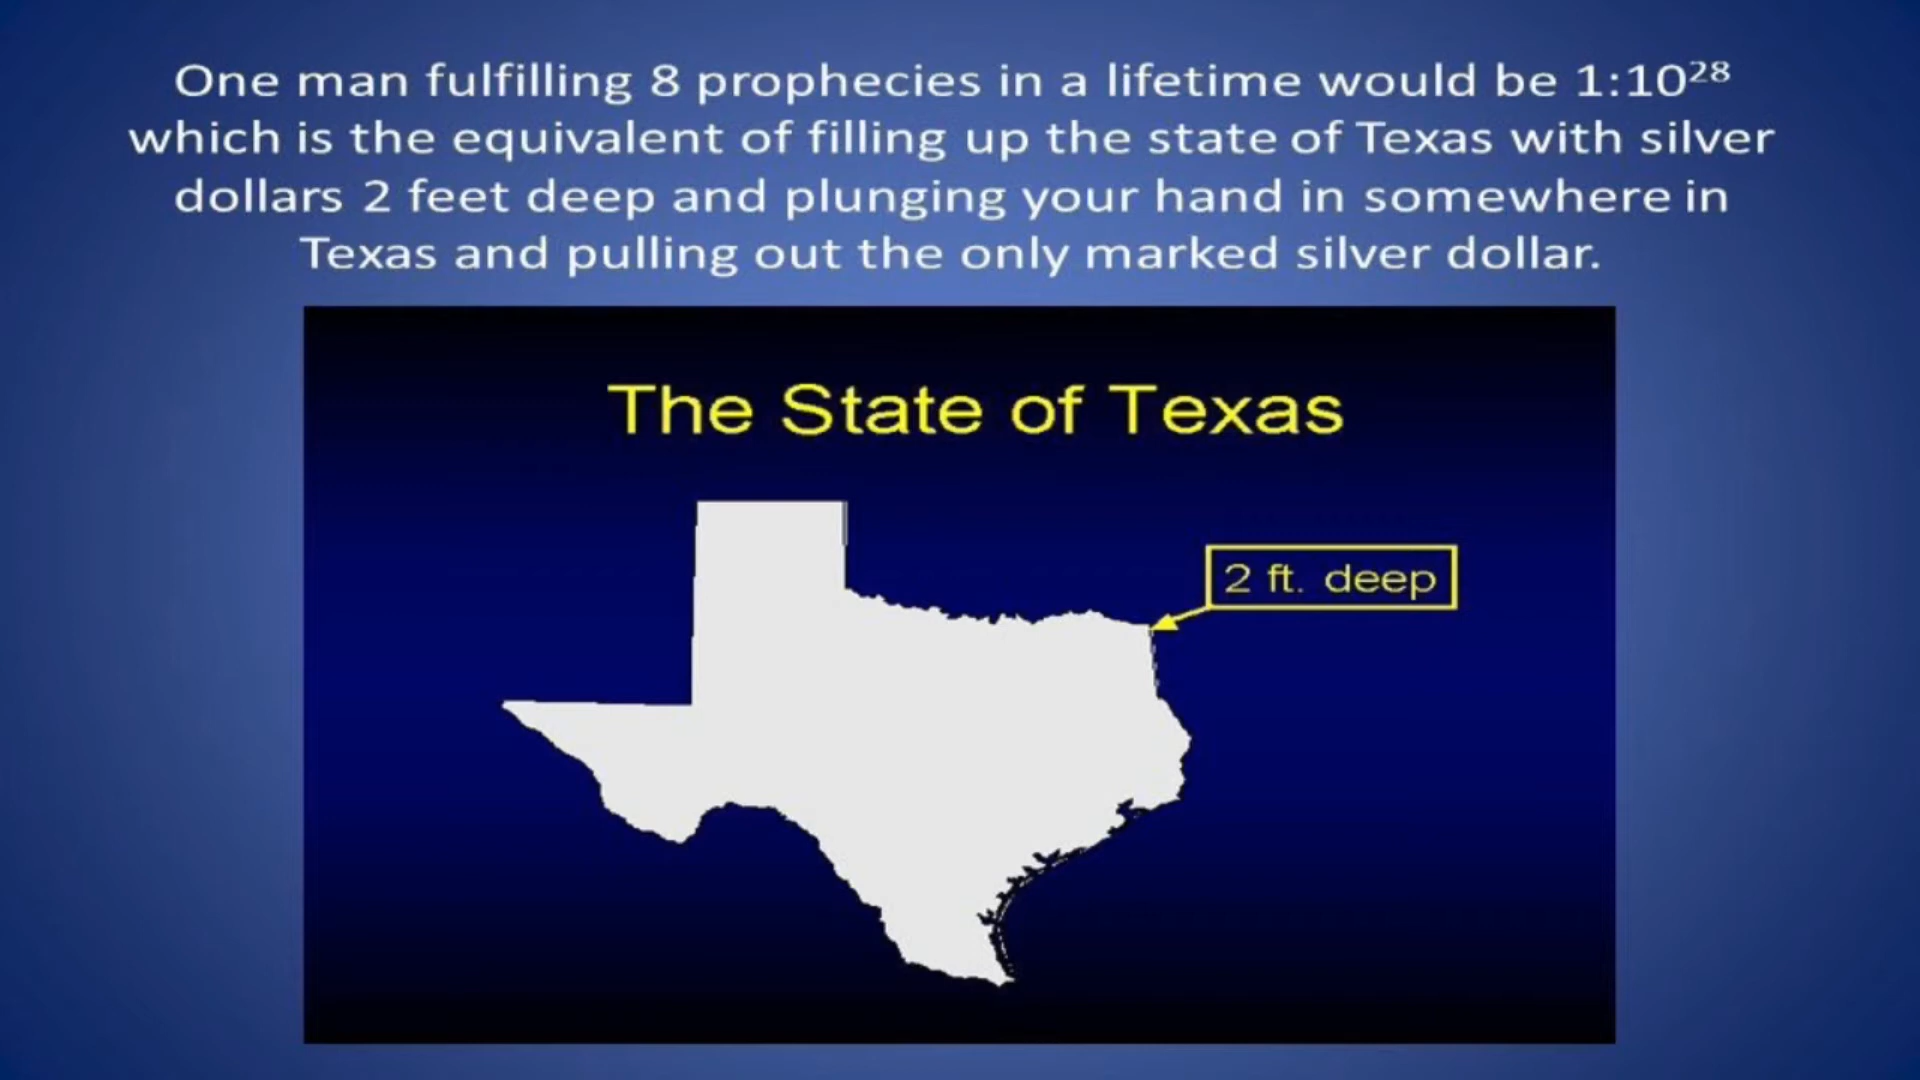 One man fulfilling 8 prophecies in a lifetime would be 1:10²⁸
which is the equivalent of filling up the state of Texas with silver
dollars 2 feet deep and plunging your hand in somewhere in
Texas and pulling out the only marked silver dollar.
The State of Texas
2 ft. deep